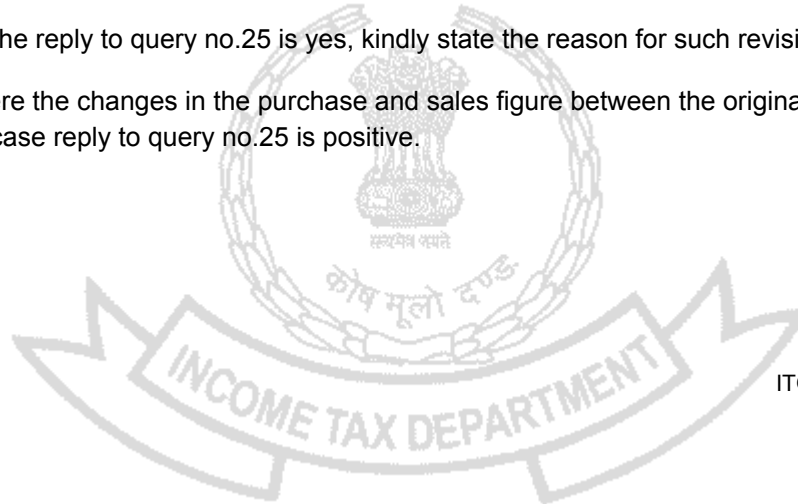 he reply to query no.25 is yes, kindly state the reason for such revisi
ere the changes in the purchase and sales figure between the origina
case reply to query no.25 is positive.
सत्यमेव जयते
कोष मूलो दण्डः
INCOME TAX DEPARTMENT
ITO